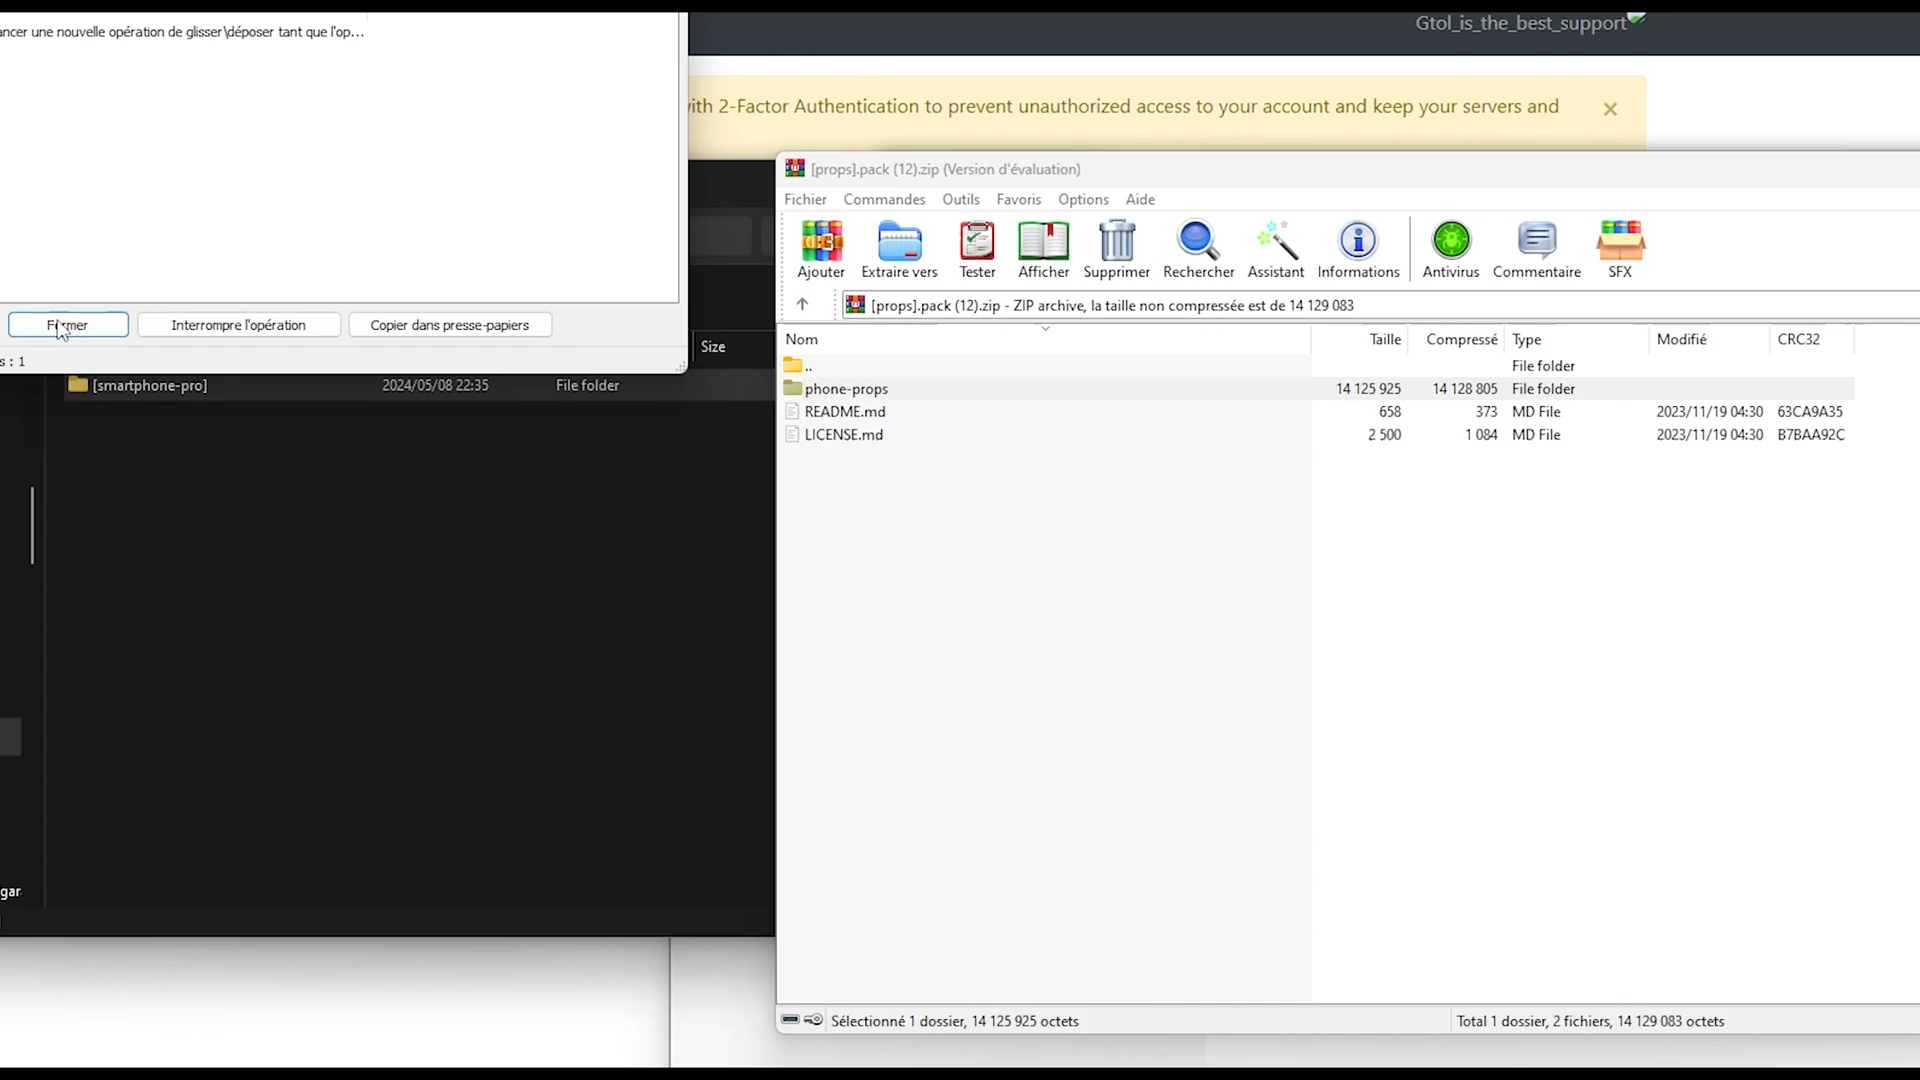 Gtol_is_the_best_support
ancer une nouvelle opération de glisser\déposer tant que l'op...
with 2-Factor Authentication to prevent unauthorized access to your account and keep your servers and
[props].pack (12).zip (Version d'évaluation)
Fichier Commandes Outils Favoris Options Aide
Ajouter Extraire vers Tester Afficher Supprimer Rechercher Assistant Informations Antivirus Commentaire SFX
[props].pack (12).zip - ZIP archive, la taille non compressée est de 14 129 083
Fermer Interrompre l'opération Copier dans presse-papiers
s : 1
Size
[smartphone-pro] 2024/05/08 22:35 File folder
Nom Taille Compressé Type Modifié CRC32
.. File folder
phone-props 14 125 925 14 128 805 File folder
README.md 658 373 MD File 2023/11/19 04:30 63CA9A35
LICENSE.md 2 500 1 084 MD File 2023/11/19 04:30 B7BAA92C
gar
Sélectionné 1 dossier, 14 125 925 octets
Total 1 dossier, 2 fichiers, 14 129 083 octets